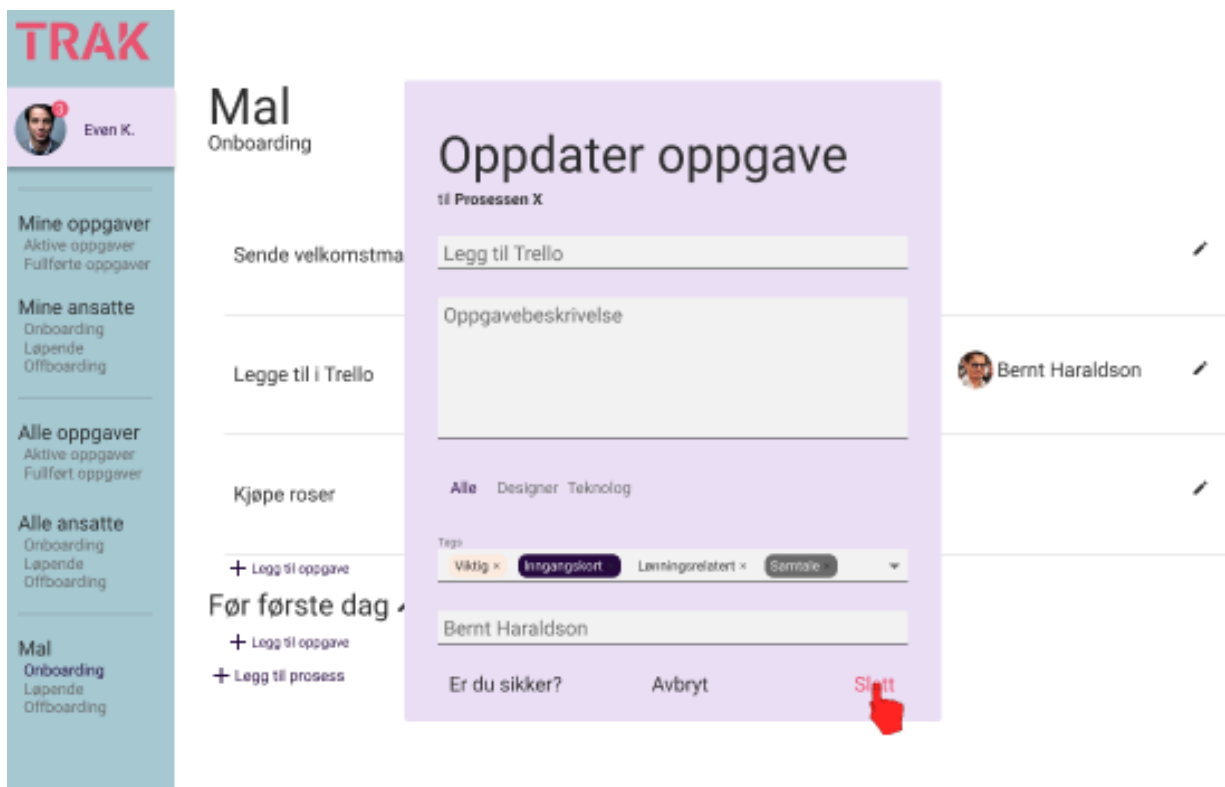 TRAK
3
Even K.
Mine oppgaver
Aktive oppgaver
Fullførte oppgaver
Mine ansatte
Onboarding
Løpende
Offboarding
Alle oppgaver
Aktive oppgaver
Fullført oppgaver
Alle ansatte
Onboarding
Løpende
Offboarding
Mal
Onboarding
Løpende
Offboarding
Mal
Onboarding
Sende velkomstma
Legge til i Trello
Bernt Haraldson
Kjøpe roser
+ Legg til oppgave
Før første dag
+ Legg til oppgave
+ Legg til prosess
Oppdater oppgave
til Prosessen X
Legg til Trello
Oppgavebeskrivelse
Alle Designer Teknolog
Tags
Viktig × Inngangskort Lønningsrelatert × Samtale ×
Bernt Haraldson
Er du sikker? Avbryt